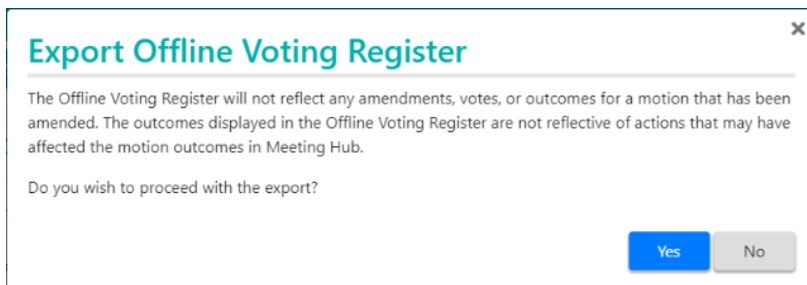 Export Offline Voting Register
The Offline Voting Register will not reflect any amendments, votes, or outcomes for a motion that has been
amended. The outcomes displayed in the Offline Voting Register are not reflective of actions that may have
affected the motion outcomes in Meeting Hub.
Do you wish to proceed with the export?
Yes No